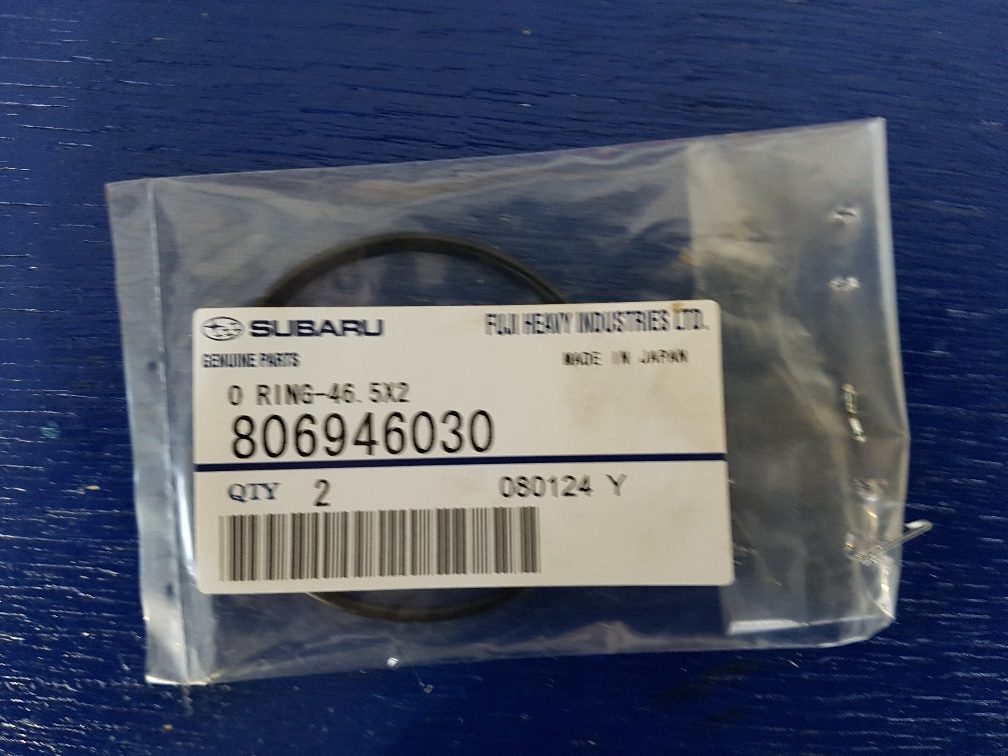 SUBARU FUJI HEAVY INDUSTRIES LTD.
GENUINE PARTS MADE IN JAPAN
O RING-46.5X2
806946030
QTY 2 080124 Y